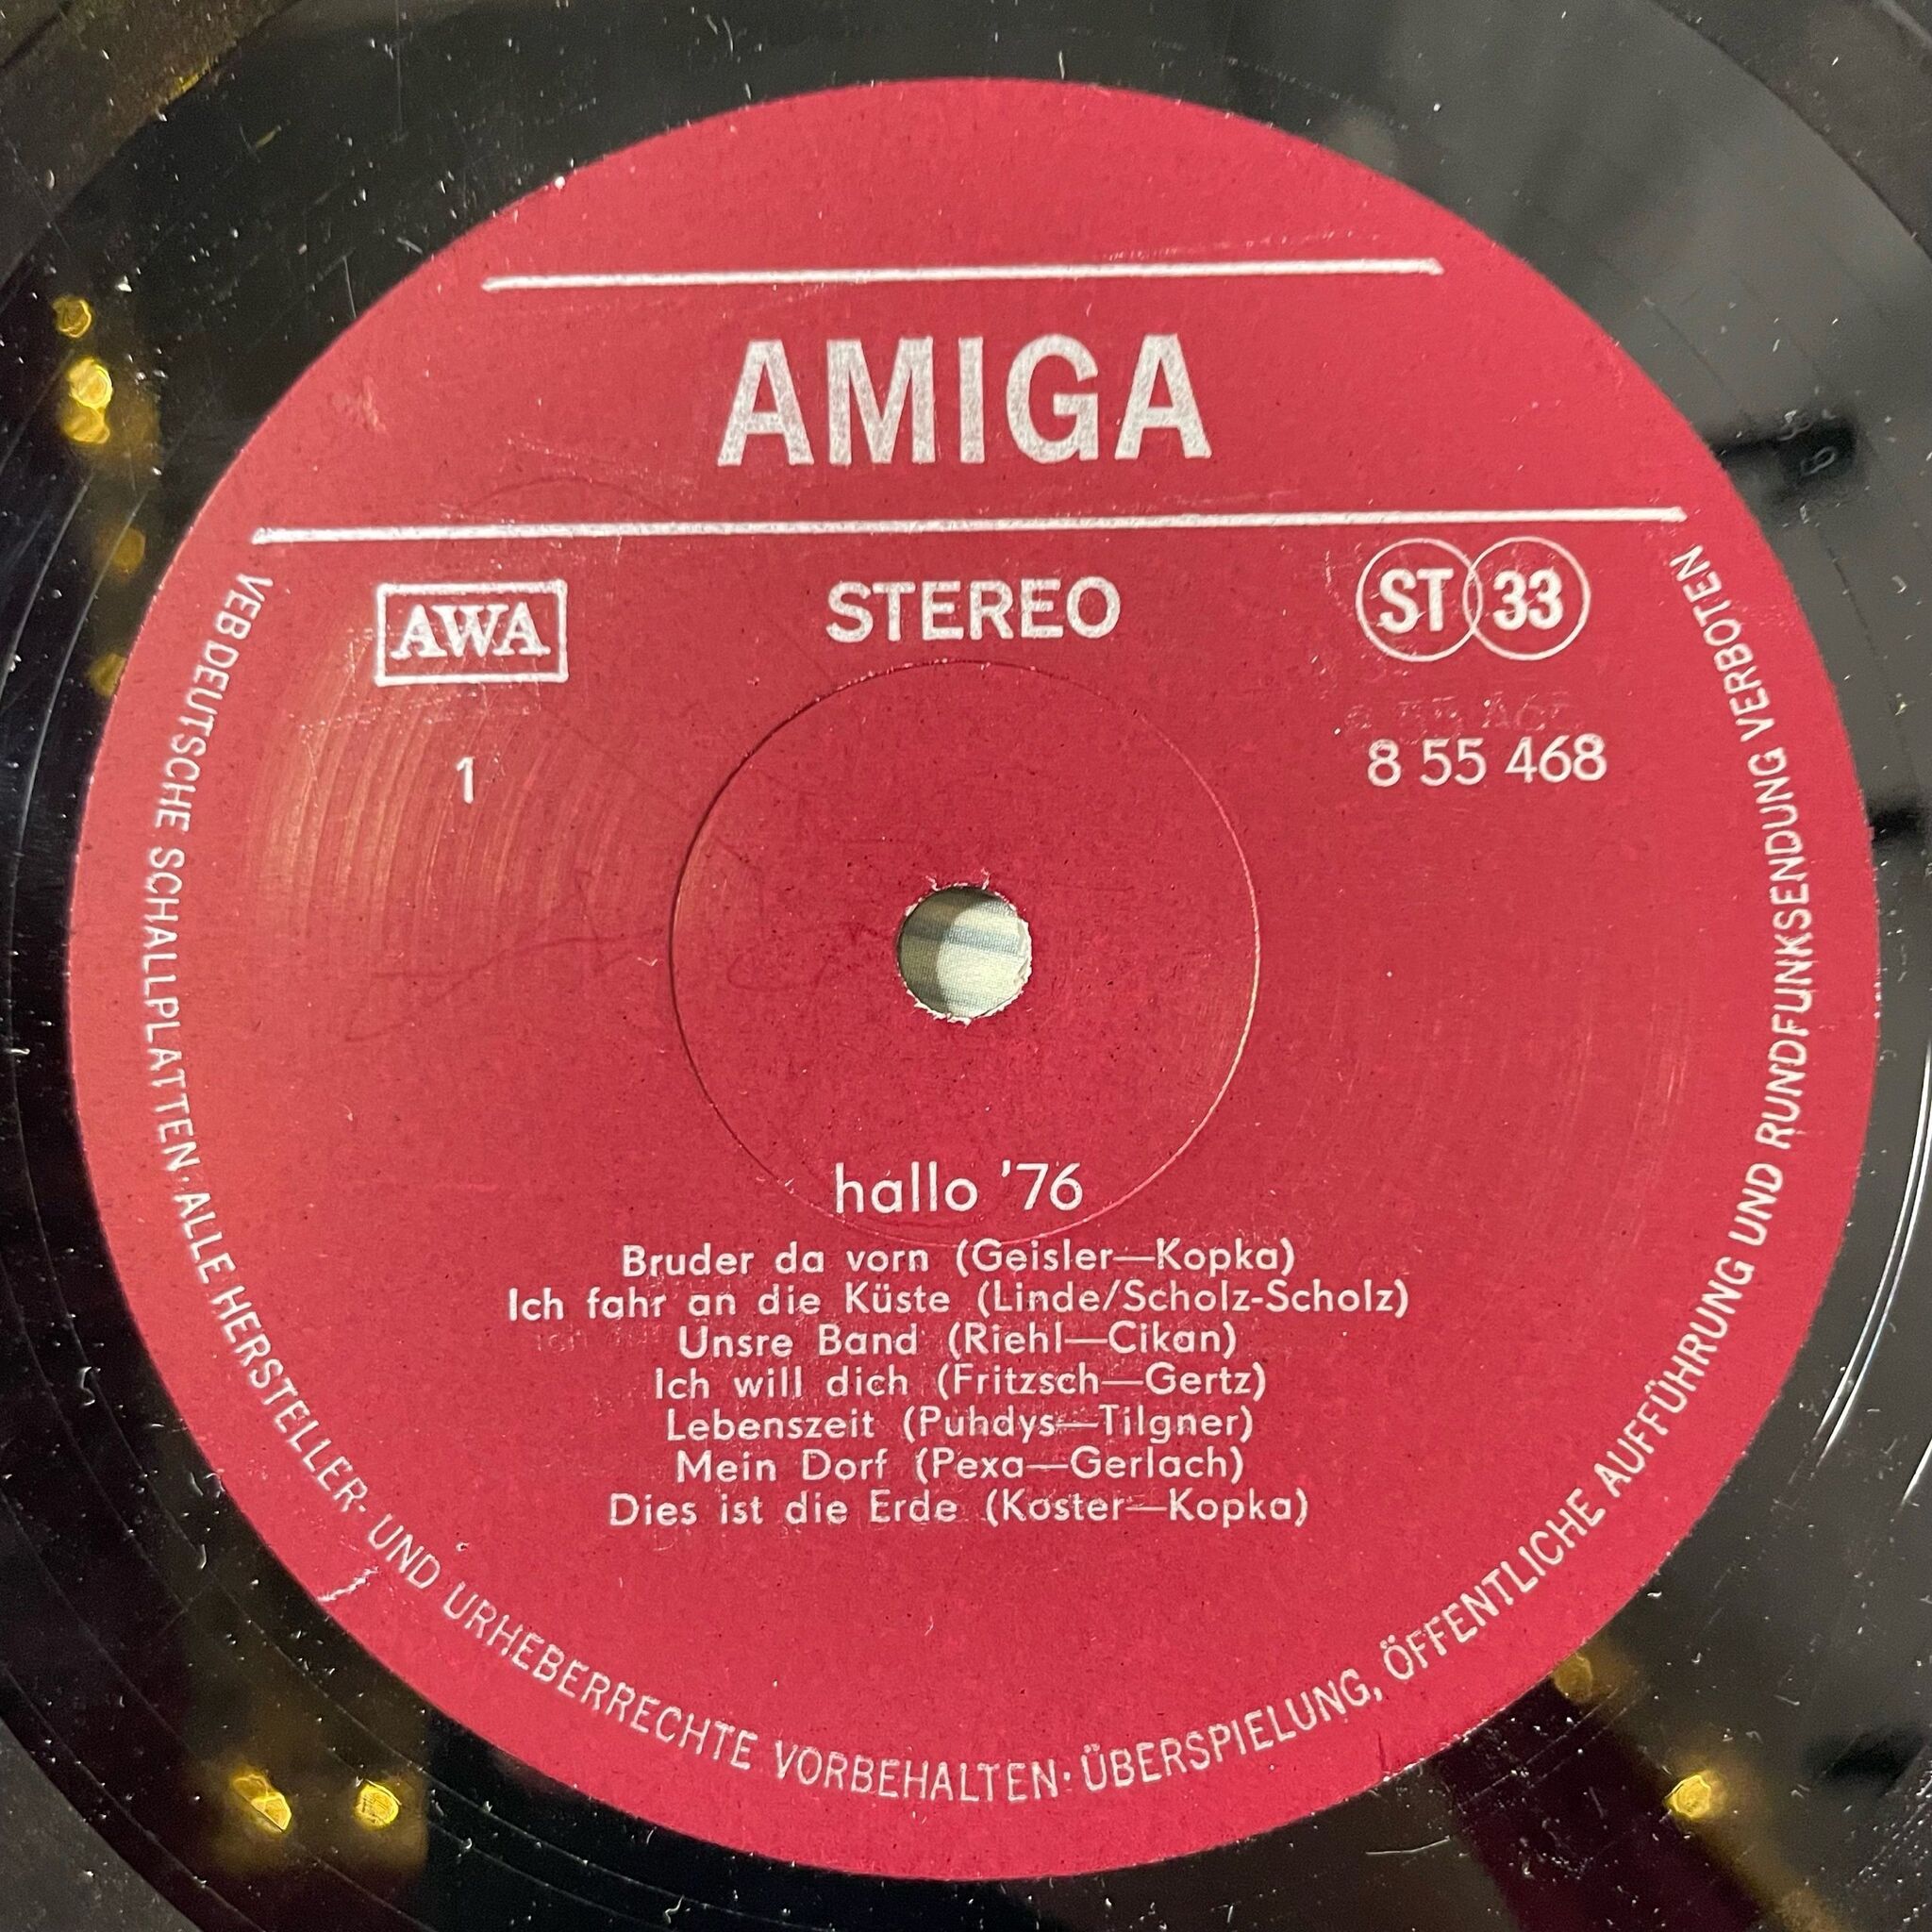 AMIGA
AWA
STEREO
ST 33
1
8 55 468
hallo '76
Bruder da vorn (Geisler—Kopka)
Ich fahr an die Küste (Linde/Scholz-Scholz)
Unsre Band (Riehl—Cikan)
Ich will dich (Fritzsch—Gertz)
Lebenszeit (Puhdys—Tilgner)
Mein Dorf (Pexa—Gerlach)
Dies ist die Erde (Koster—Kopka)
VEB DEUTSCHE SCHALLPLATTEN · ALLE HERSTELLER- UND URHEBERRECHTE VORBEHALTEN · ÜBERSPIELUNG, ÖFFENTLICHE AUFFÜHRUNG UND RUNDFUNKSENDUNG VERBOTEN